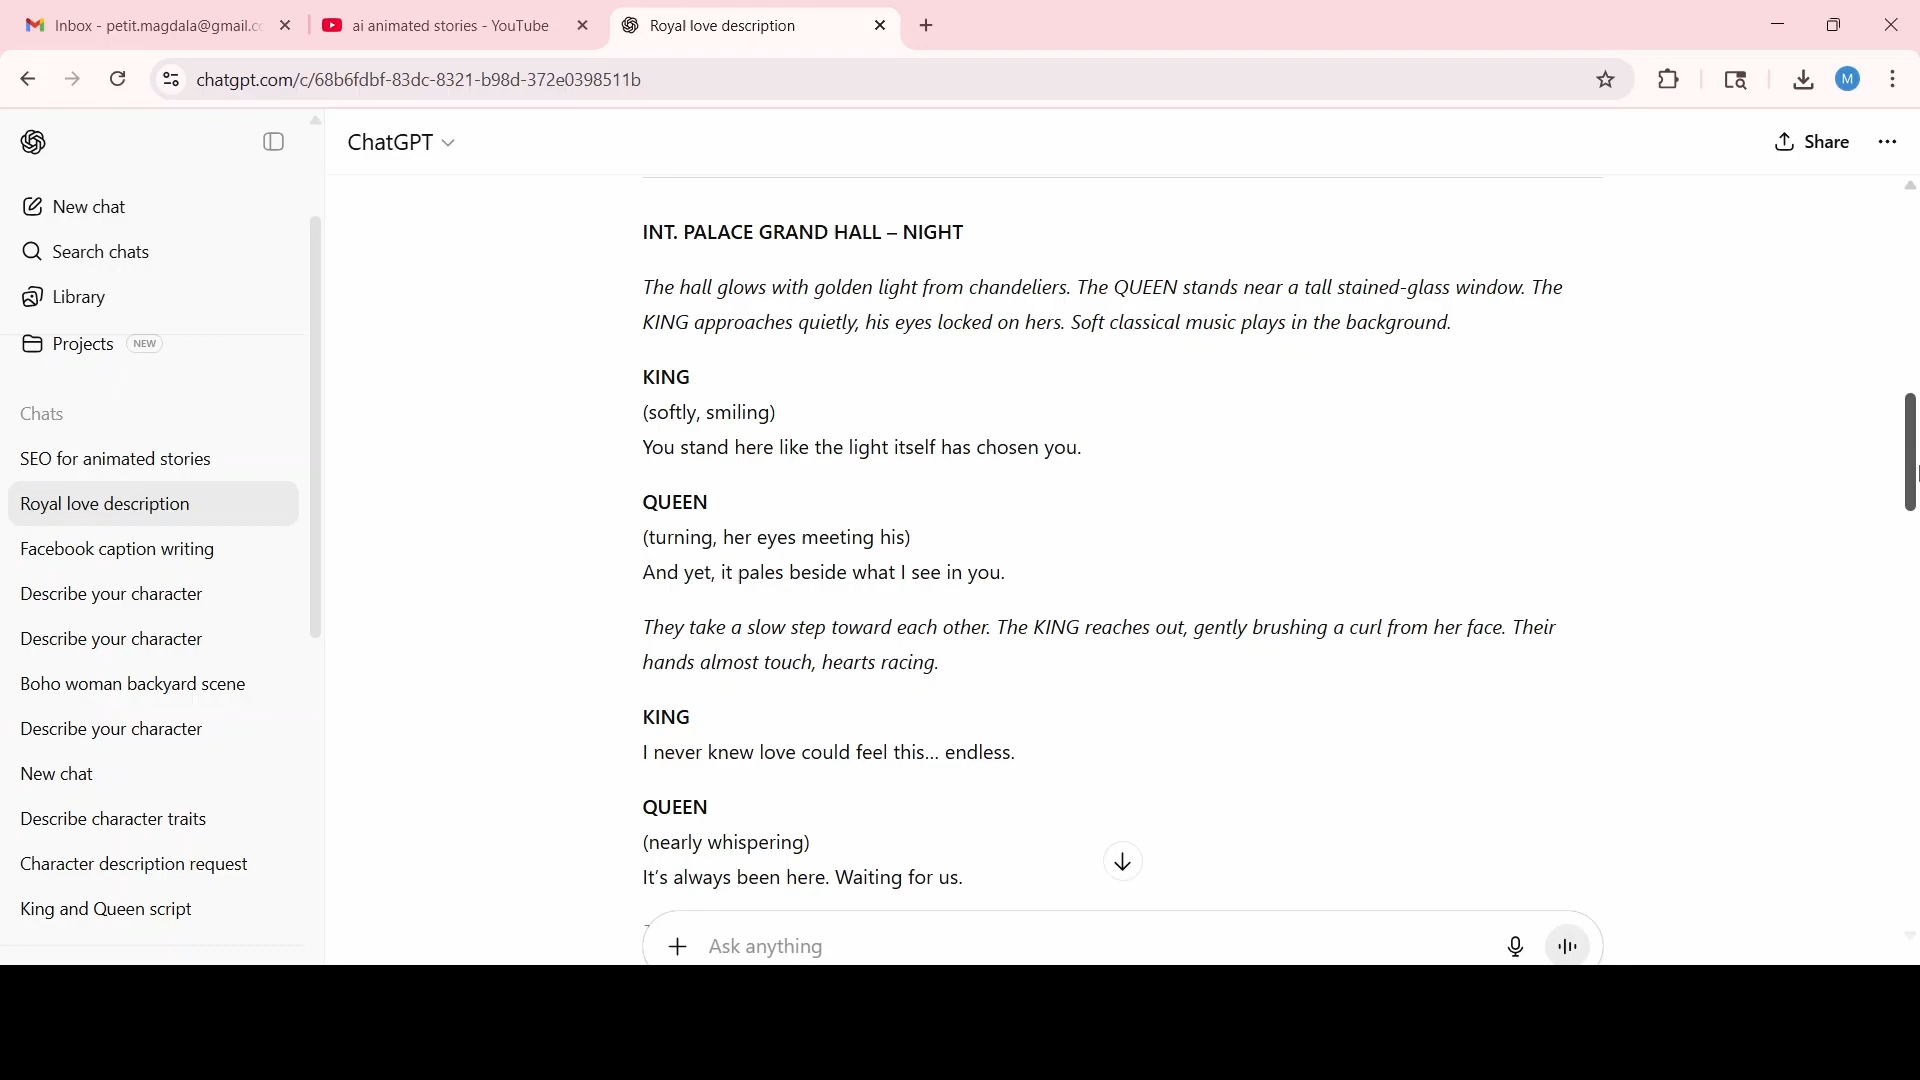 Inbox - petit.magdala@gmail.c
ai animated stories - YouTube
Royal love description
chatgpt.com/c/68b6fdbf-83dc-8321-b98d-372e0398511b
M
ChatGPT
Share
New chat
Search chats
Library
Projects NEW
Chats
SEO for animated stories
Royal love description
Facebook caption writing
Describe your character
Describe your character
Boho woman backyard scene
Describe your character
New chat
Describe character traits
Character description request
King and Queen script
INT. PALACE GRAND HALL – NIGHT
The hall glows with golden light from chandeliers. The QUEEN stands near a tall stained-glass window. The
KING approaches quietly, his eyes locked on hers. Soft classical music plays in the background.
KING
(softly, smiling)
You stand here like the light itself has chosen you.
QUEEN
(turning, her eyes meeting his)
And yet, it pales beside what I see in you.
They take a slow step toward each other. The KING reaches out, gently brushing a curl from her face. Their
hands almost touch, hearts racing.
KING
I never knew love could feel this… endless.
QUEEN
(nearly whispering)
It’s always been here. Waiting for us.
Ask anything